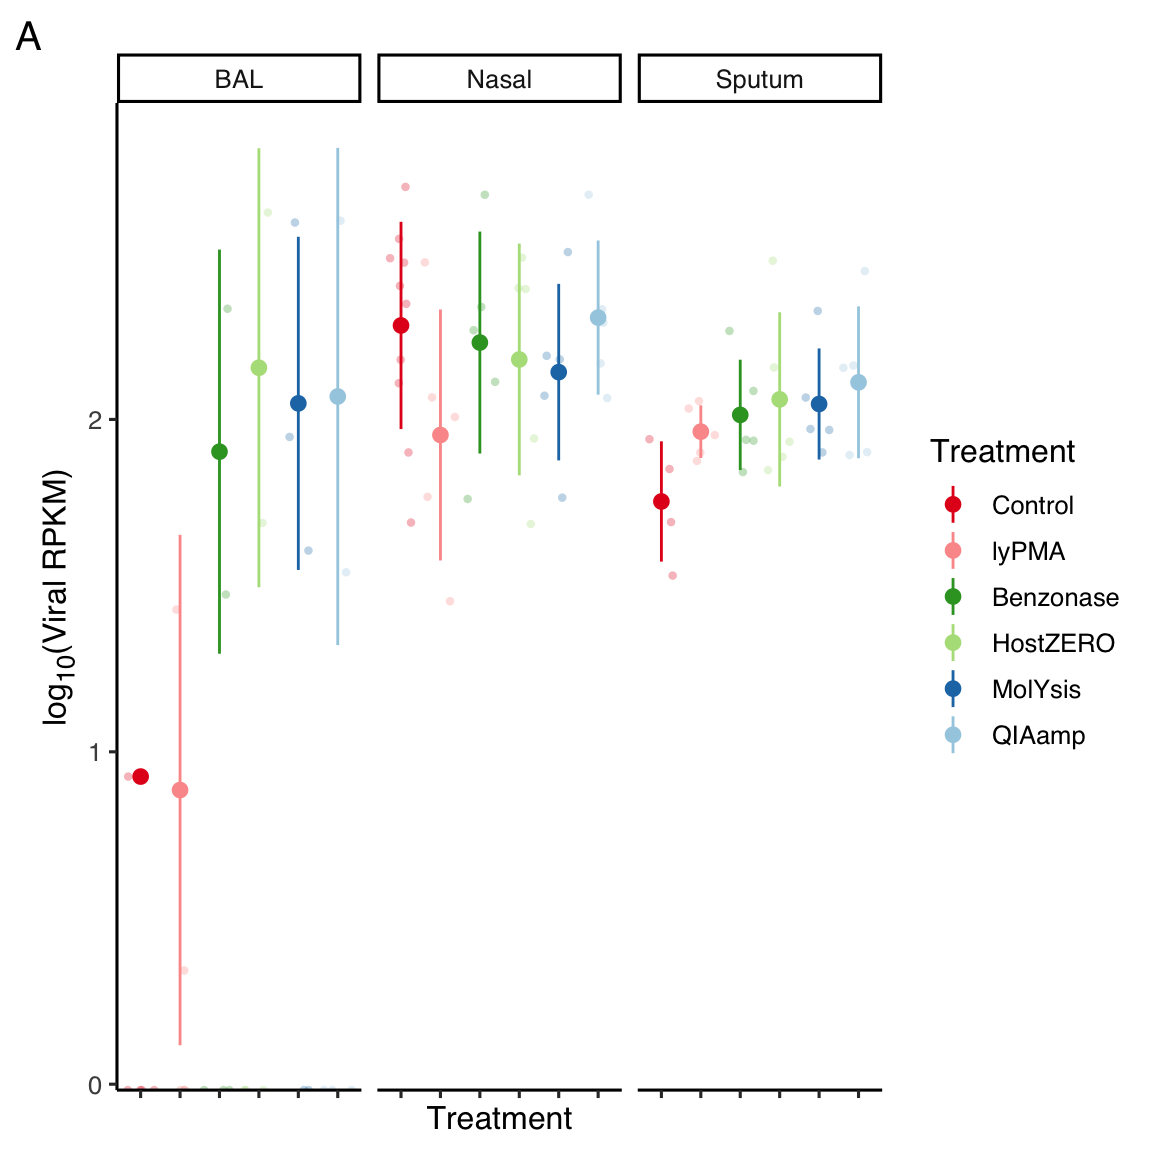 A
BAL
Nasal
Sputum
log10(Viral RPKM)
2
1
0
Treatment
Treatment
Control
lyPMA
Benzonase
HostZERO
MolYsis
QIAamp